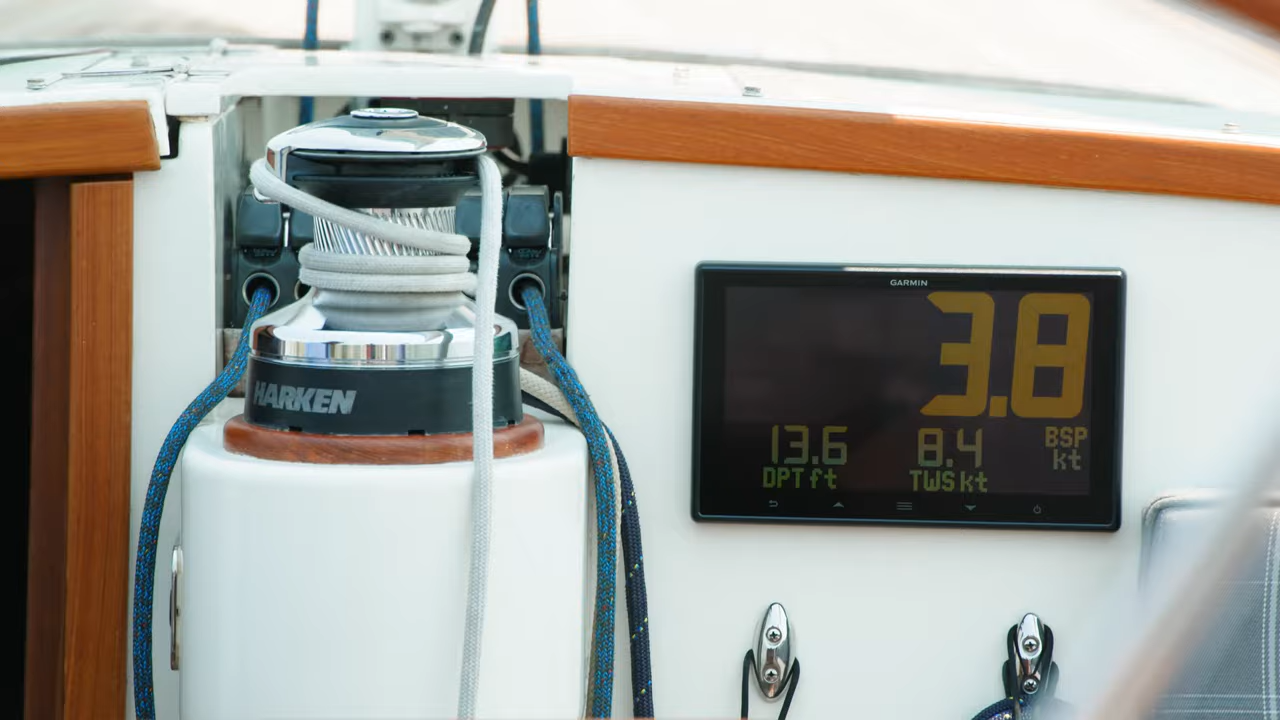 GARMIN
3.8
13.6
8.4
BSP
kt
DPT ft
TWS kt
HARKEN